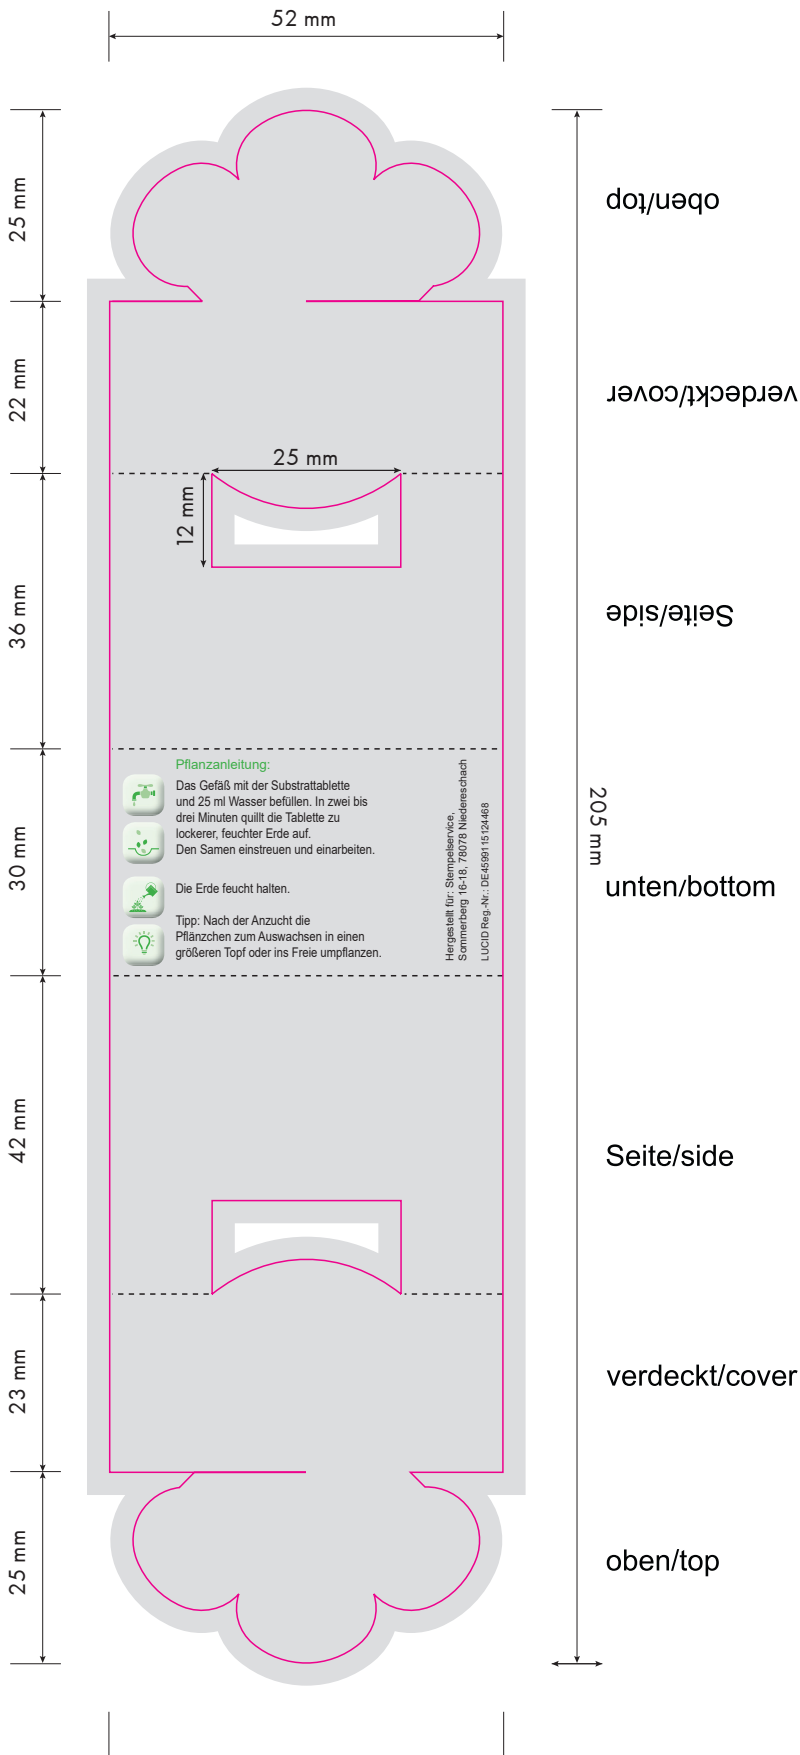 52 mm
25 mm
oben/top
22 mm
verdeckt/cover
25 mm
12 mm
36 mm
Seite/side
Pflanzanleitung:
Das Gefäß mit der Substrattablette
und 25 ml Wasser befüllen. In zwei bis
drei Minuten quillt die Tablette zu
lockerer, feuchter Erde auf.
Den Samen einstreuen und einarbeiten.
Die Erde feucht halten.
Tipp: Nach der Anzucht die
Pflänzchen zum Auswachsen in einen
größeren Topf oder ins Freie umpflanzen.
Hergestellt für: Stempelservice,
Sommerberg 16-18, 78078 Niedereschach
LUCID Reg.-Nr.: DE4599115124468
205 mm
30 mm
unten/bottom
42 mm
Seite/side
23 mm
verdeckt/cover
25 mm
oben/top